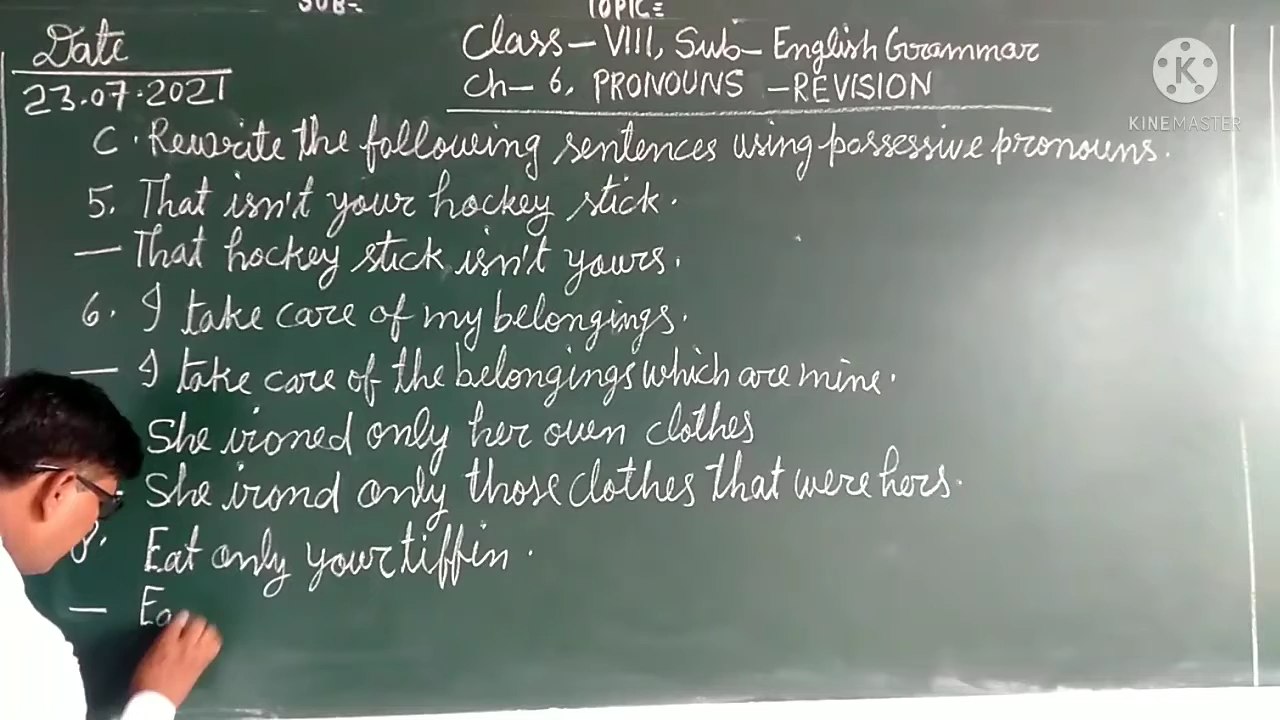 SUB-
TOPIC=
Date
23.07.2021
Class-VIII, Sub-English Grammar
Ch-6. PRONOUNS -REVISION
K
KINEMASTER
C. Rewrite the following sentences using possessive pronouns.
5. That isn't your hockey stick.
— That hockey stick isn't yours.
6. I take care of my belongings.
— I take care of the belongings which are mine.
She ironed only her own clothes
She irond only those clothes that were hers.
8. Eat only your tiffin.
— Ea